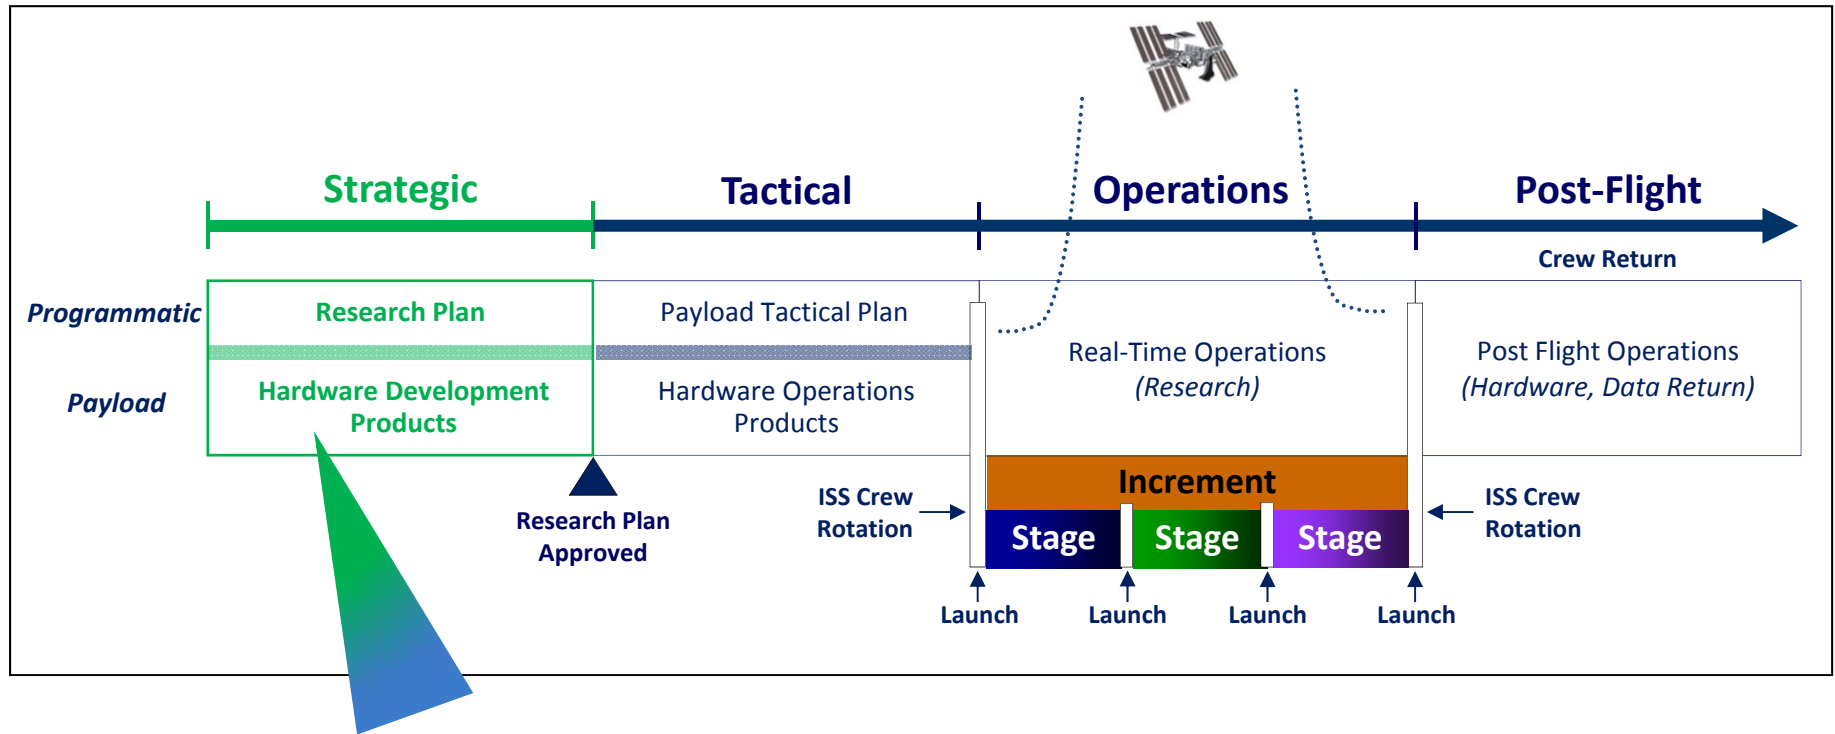 Strategic
Tactical
Operations
Post-Flight
Crew Return
Programmatic
Research Plan
Payload Tactical Plan
Real-Time Operations
(Research)
Post Flight Operations
(Hardware, Data Return)
Payload
Hardware Development
Products
Hardware Operations
Products
Research Plan
Approved
ISS Crew
Rotation
Increment
Stage
Stage
Stage
ISS Crew
Rotation
Launch
Launch
Launch
Launch